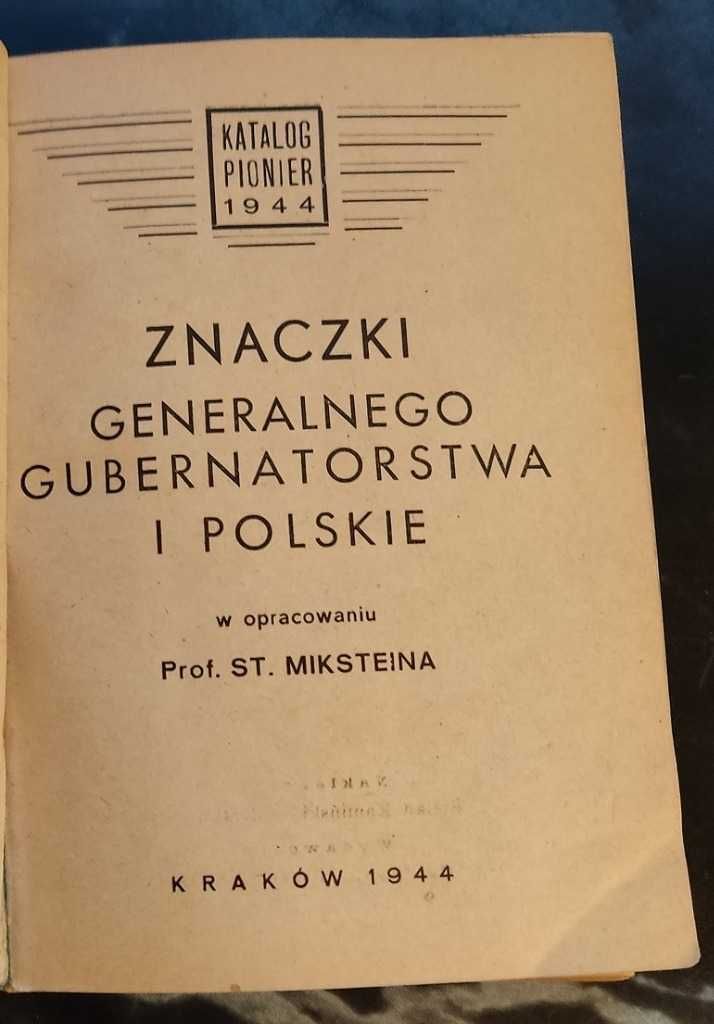 KATALOG
PIONIER
1944
ZNACZKI
GENERALNEGO
GUBERNATORSTWA
I POLSKIE
w opracowaniu
Prof. ST. MIKSTEINA
KRAKÓW 1944